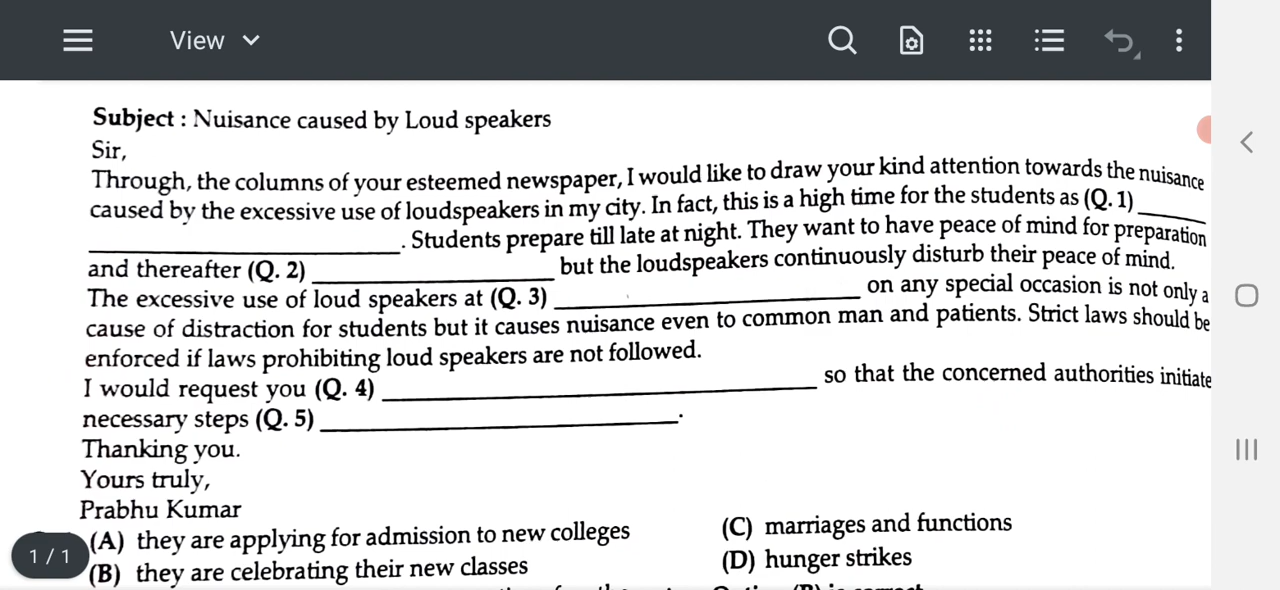 View
Subject : Nuisance caused by Loud speakers
Sir,
Through, the columns of your esteemed newspaper, I would like to draw your kind attention towards the nuisance
caused by the excessive use of loudspeakers in my city. In fact, this is a high time for the students as (Q. 1) ______
______________________. Students prepare till late at night. They want to have peace of mind for preparation
and thereafter (Q. 2) _________________ but the loudspeakers continuously disturb their peace of mind.
The excessive use of loud speakers at (Q. 3) ______________________ on any special occasion is not only a
cause of distraction for students but it causes nuisance even to common man and patients. Strict laws should be
enforced if laws prohibiting loud speakers are not followed.
I would request you (Q. 4) ______________________________ so that the concerned authorities initiate
necessary steps (Q. 5) _________________________.
Thanking you.
Yours truly,
Prabhu Kumar
(A) they are applying for admission to new colleges
(B) they are celebrating their new classes
(C) marriages and functions
(D) hunger strikes
1 / 1